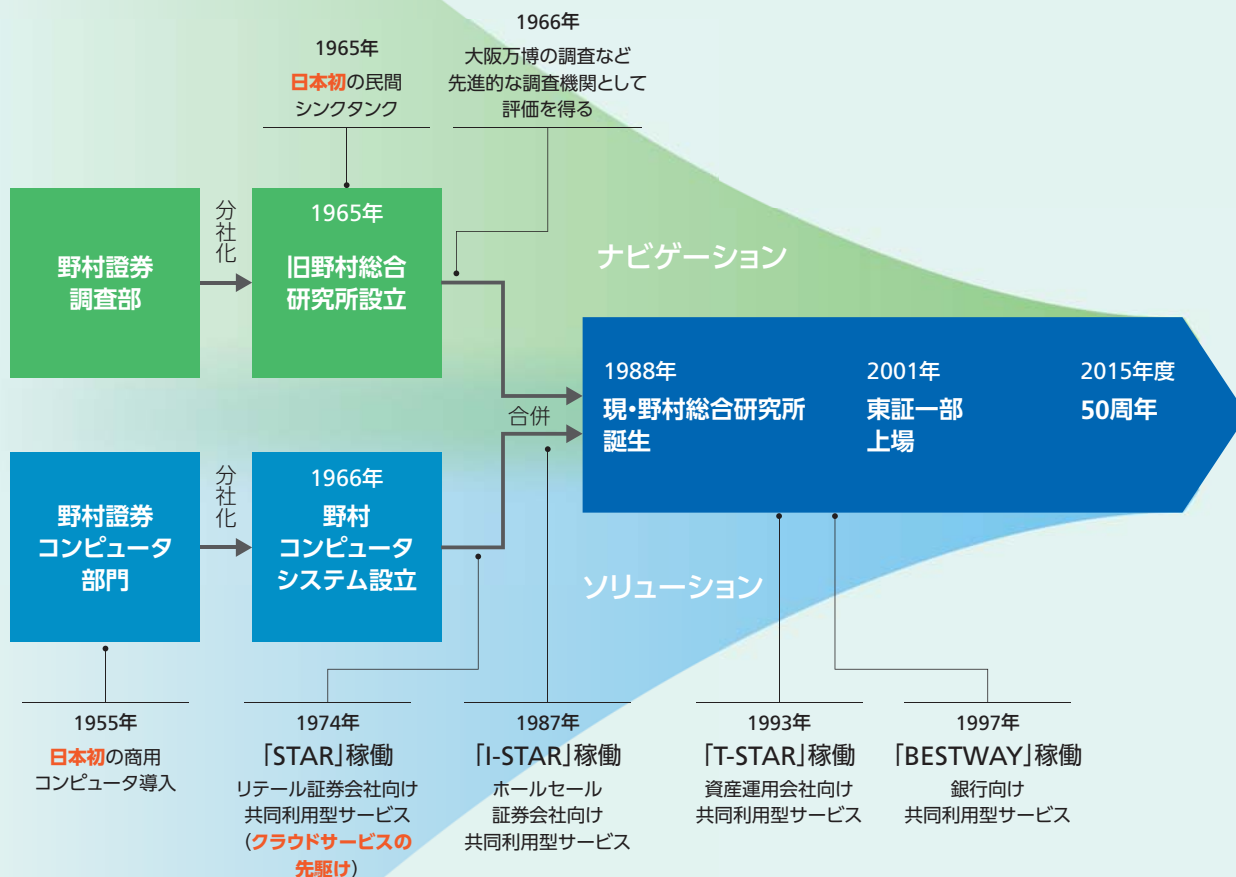 1965年
日本初の民間
シンクタンク
1966年
大阪万博の調査など
先進的な調査機関として
評価を得る
野村證券
調査部
分社化
1965年
旧野村総合
研究所設立
ナビゲーション
野村證券
コンピュータ
部門
分社化
1966年
野村
コンピュータ
システム設立
合併
1988年
現・野村総合研究所
誕生
2001年
東証一部
上場
2015年度
50周年
ソリューション
1955年
日本初の商用
コンピュータ導入
1974年
「STAR」稼働
リテール証券会社向け
共同利用型サービス
(クラウドサービスの
先駆け)
1987年
「I-STAR」稼働
ホールセール
証券会社向け
共同利用型サービス
1993年
「T-STAR」稼働
資産運用会社向け
共同利用型サービス
1997年
「BESTWAY」稼働
銀行向け
共同利用型サービス